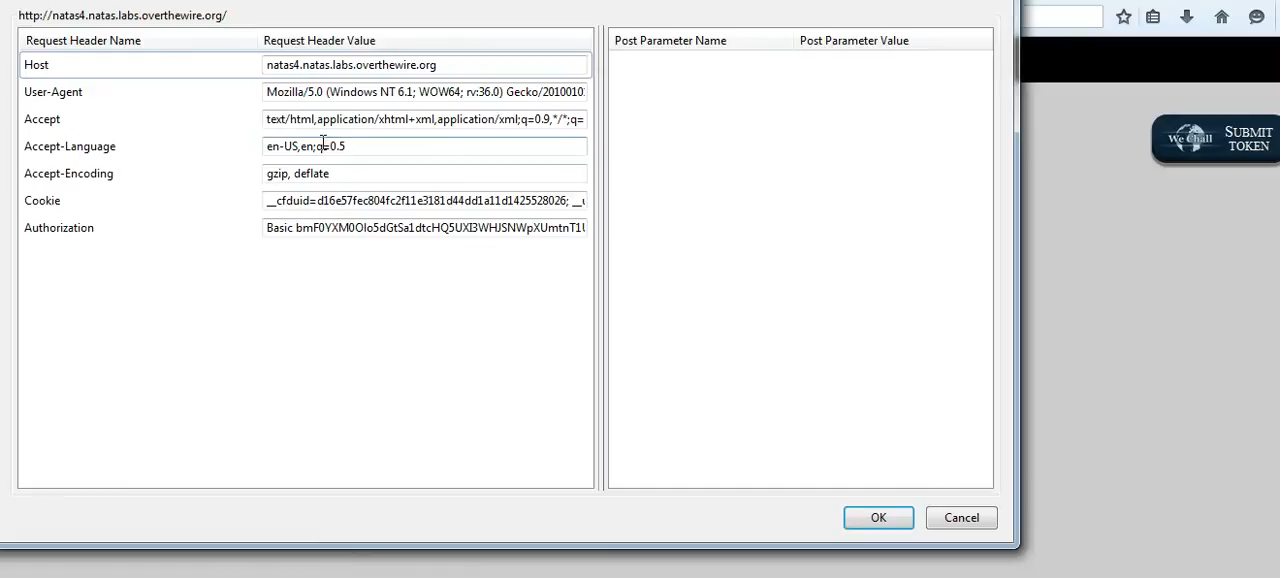 http://natas4.natas.labs.overthewire.org/
Request Header Name Request Header Value Post Parameter Name Post Parameter Value
Host natas4.natas.labs.overthewire.org
User-Agent Mozilla/5.0 (Windows NT 6.1; WOW64; rv:36.0) Gecko/20100101
Accept text/html,application/xhtml+xml,application/xml;q=0.9,*/*;q=
We Chall SUBMIT TOKEN
Accept-Language en-US,en;q=0.5
Accept-Encoding gzip, deflate
Cookie __cfduid=d16e57fec804fc2f11e3181d44dd1a11d1425528026;
Authorization Basic
OK Cancel